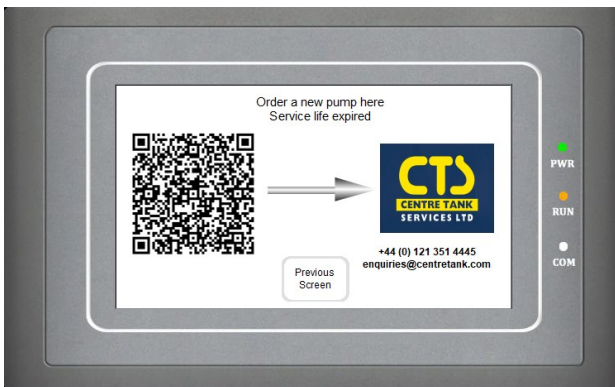 Order a new pump here
Service life expired
CTS
CENTRE TANK
SERVICES LTD
+44 (0) 121 351 4445
enquiries@centretank.com
Previous
Screen
PWR
RUN
COM